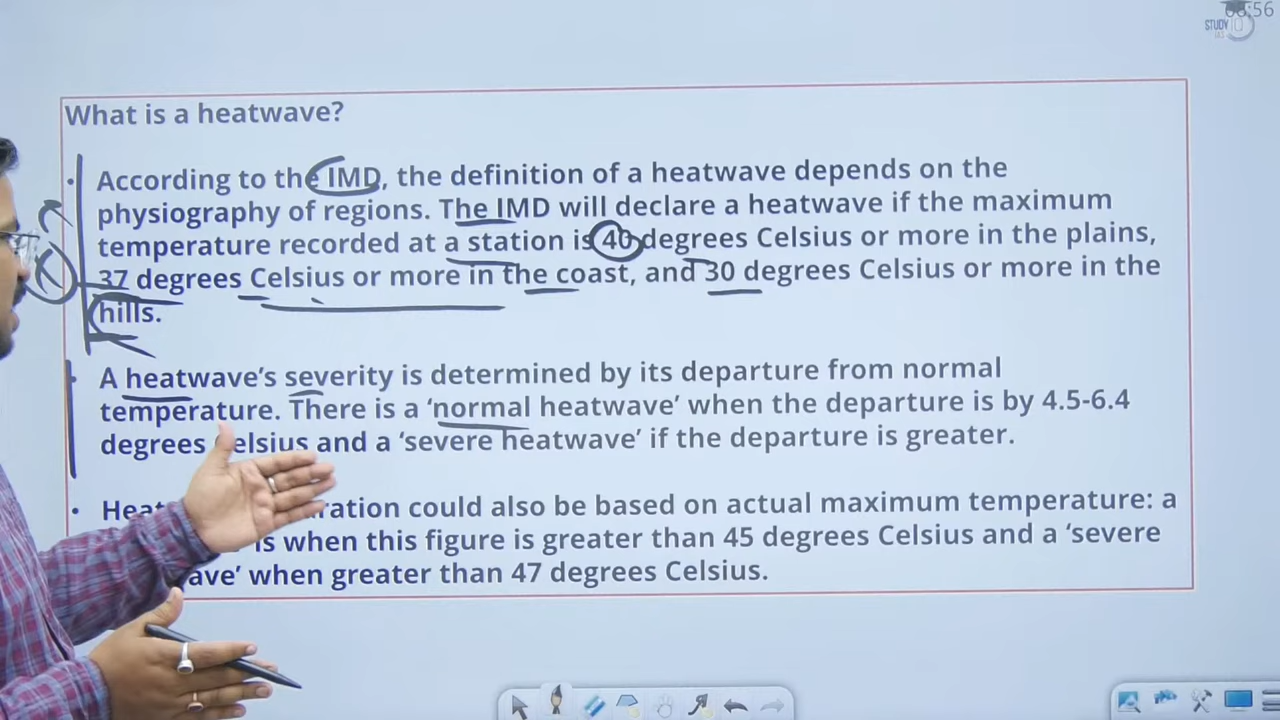 56
STUDY
What is a heatwave?
• According to the IMD, the definition of a heatwave depends on the
physiography of regions. The IMD will declare a heatwave if the maximum
temperature recorded at a station is 40 degrees Celsius or more in the plains,
37 degrees Celsius or more in the coast, and 30 degrees Celsius or more in the
hills.
• A heatwave's severity is determined by its departure from normal
temperature. There is a ‘normal heatwave’ when the departure is by 4.5-6.4
degrees Celsius and a ‘severe heatwave’ if the departure is greater.
• Heat ration could also be based on actual maximum temperature: a
is when this figure is greater than 45 degrees Celsius and a ‘severe
ave’ when greater than 47 degrees Celsius.